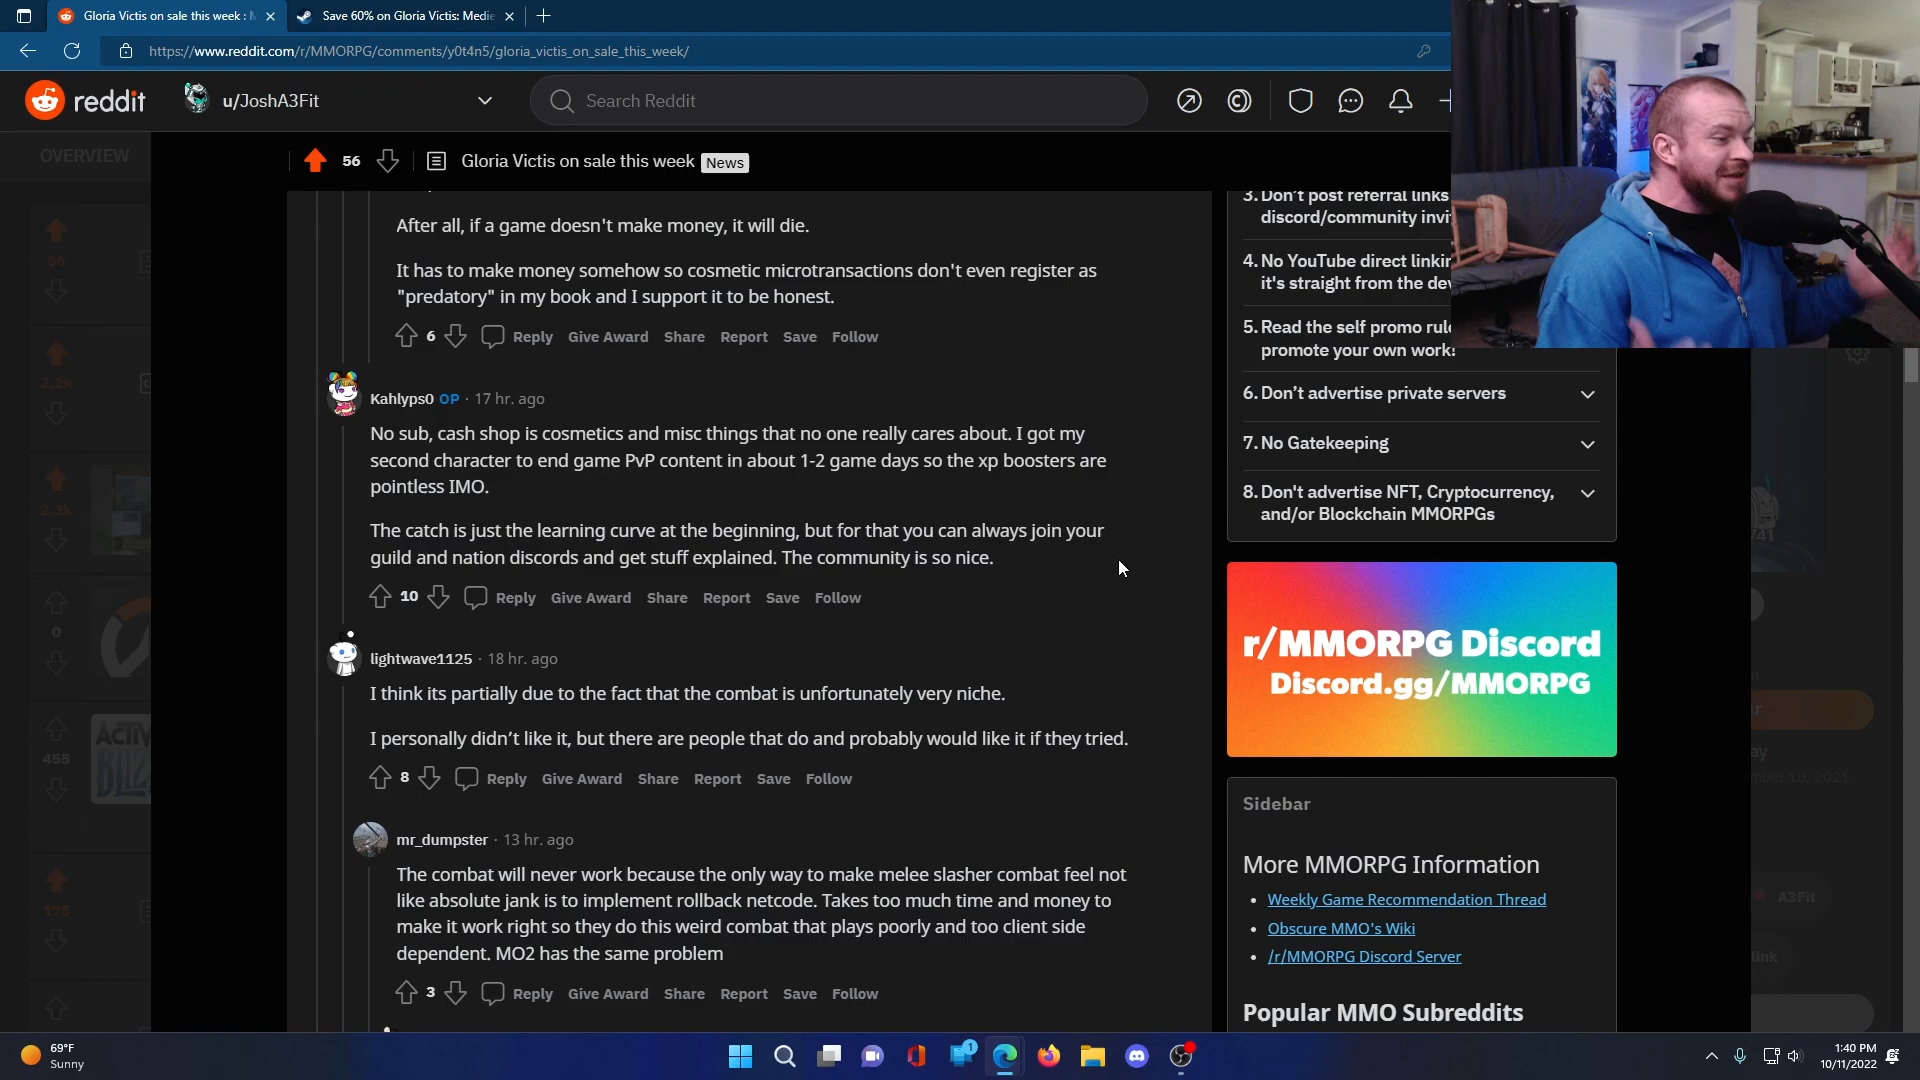 Gloria Victis on sale this week : M
Save 60% on Gloria Victis: Medie
https://www.reddit.com/r/MMORPG/comments/y0t4n5/gloria_victis_on_sale_this_week/
reddit
u/JoshA3Fit
Search Reddit
OVERVIEW
56
Gloria Victis on sale this week News
After all, if a game doesn't make money, it will die.
It has to make money somehow so cosmetic microtransactions don't even register as
"predatory" in my book and I support it to be honest.
6 Reply Give Award Share Report Save Follow
Kahlyps0 OP · 17 hr. ago
No sub, cash shop is cosmetics and misc things that no one really cares about. I got my
second character to end game PvP content in about 1-2 game days so the xp boosters are
pointless IMO.
The catch is just the learning curve at the beginning, but for that you can always join your
guild and nation discords and get stuff explained. The community is so nice.
10 Reply Give Award Share Report Save Follow
lightwave1125 · 18 hr. ago
I think its partially due to the fact that the combat is unfortunately very niche.
I personally didn’t like it, but there are people that do and probably would like it if they tried.
8 Reply Give Award Share Report Save Follow
mr_dumpster · 13 hr. ago
The combat will never work because the only way to make melee slasher combat feel not
like absolute jank is to implement rollback netcode. Takes too much time and money to
make it work right so they do this weird combat that plays poorly and too client side
dependent. MO2 has the same problem
3 Reply Give Award Share Report Save Follow
3. Don't post referral links
discord/community invi
4. No YouTube direct linkin
it's straight from the dev
5. Read the self promo rule
promote your own work!
6. Don’t advertise private servers
7. No Gatekeeping
8. Don't advertise NFT, Cryptocurrency,
and/or Blockchain MMORPGs
r/MMORPG Discord
Discord.gg/MMORPG
Sidebar
More MMORPG Information
• Weekly Game Recommendation Thread
• Obscure MMO's Wiki
• /r/MMORPG Discord Server
Popular MMO Subreddits
56
2.2k
2.3k
0
455
175
ACTIV
BLIZ
741
A3Fit
69°F
Sunny
1
1:40 PM
10/11/2022